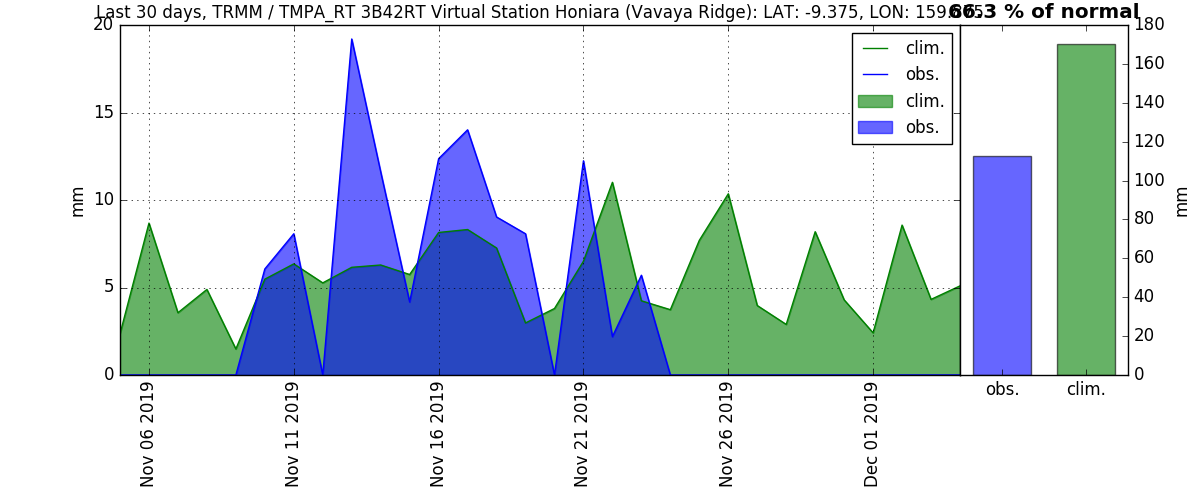 Last 30 days, TRMM / TMPA_RT 3B42RT Virtual Station Honiara (Vavaya Ridge): LAT: -9.375, LON:
% of normal
20
15
10
5
0
mm
clim.
obs.
clim.
obs.
Nov 06 2019
Nov 11 2019
Nov 16 2019
Nov 21 2019
Nov 26 2019
Dec 01 2019
180
160
140
120
100
80
60
40
20
0
mm
obs.
clim.